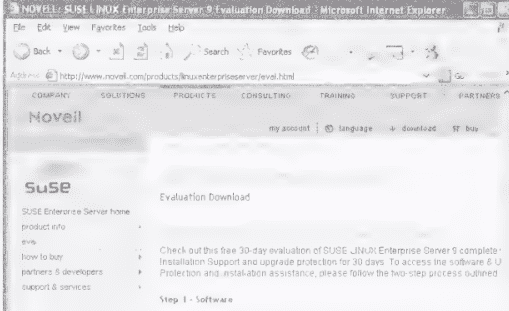 NOVELL: SUSE LINUX Enterprise Server 9 Evaluation Download - Microsoft Internet Explorer
File Edit View Favorites Tools Help
Back Search Favorites
Address http://www.novell.com/products/linuxenterpriseserver/eval.html Go
COMPANY SOLUTIONS PRODUCTS CONSULTING TRAINING SUPPORT PARTNERS
Novell
my account language download buy
suse
Evaluation Download
SUSE Enterprise Server home
product info
eval
how to buy
partners & developers
support & services
Check out this free 30-day evaluation of SUSE LINUX Enterprise Server 9 complete
Installation Support and upgrade protection for 30 days. To access the software & U
Protection and installation assistance, please follow the two-step process outlined
Step 1 - Software